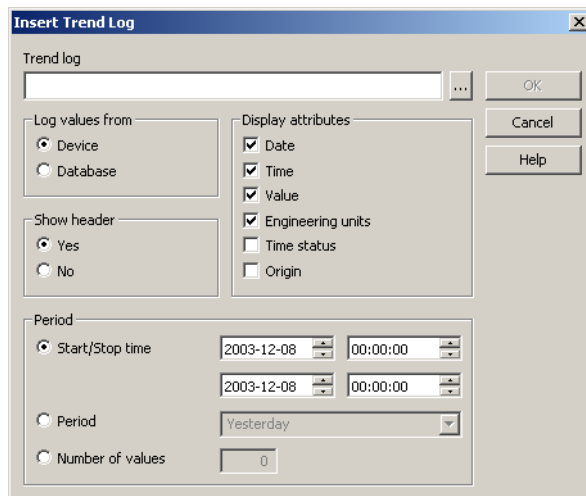 Insert Trend Log
Trend log
...
OK
Cancel
Help
Log values from
Device
Database
Display attributes
Date
Time
Value
Engineering units
Time status
Origin
Show header
Yes
No
Period
Start/Stop time 2003-12-08 00:00:00
2003-12-08 00:00:00
Period Yesterday
Number of values 0